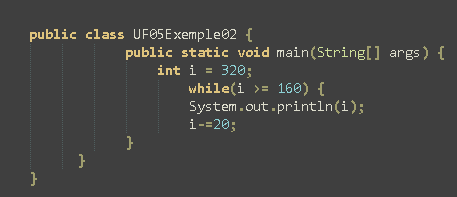 public class UF05Exemple02 {
public static void main(String[] args) {
int i = 320;
while(i >= 160) {
System.out.println(i);
i-=20;
}
}
}